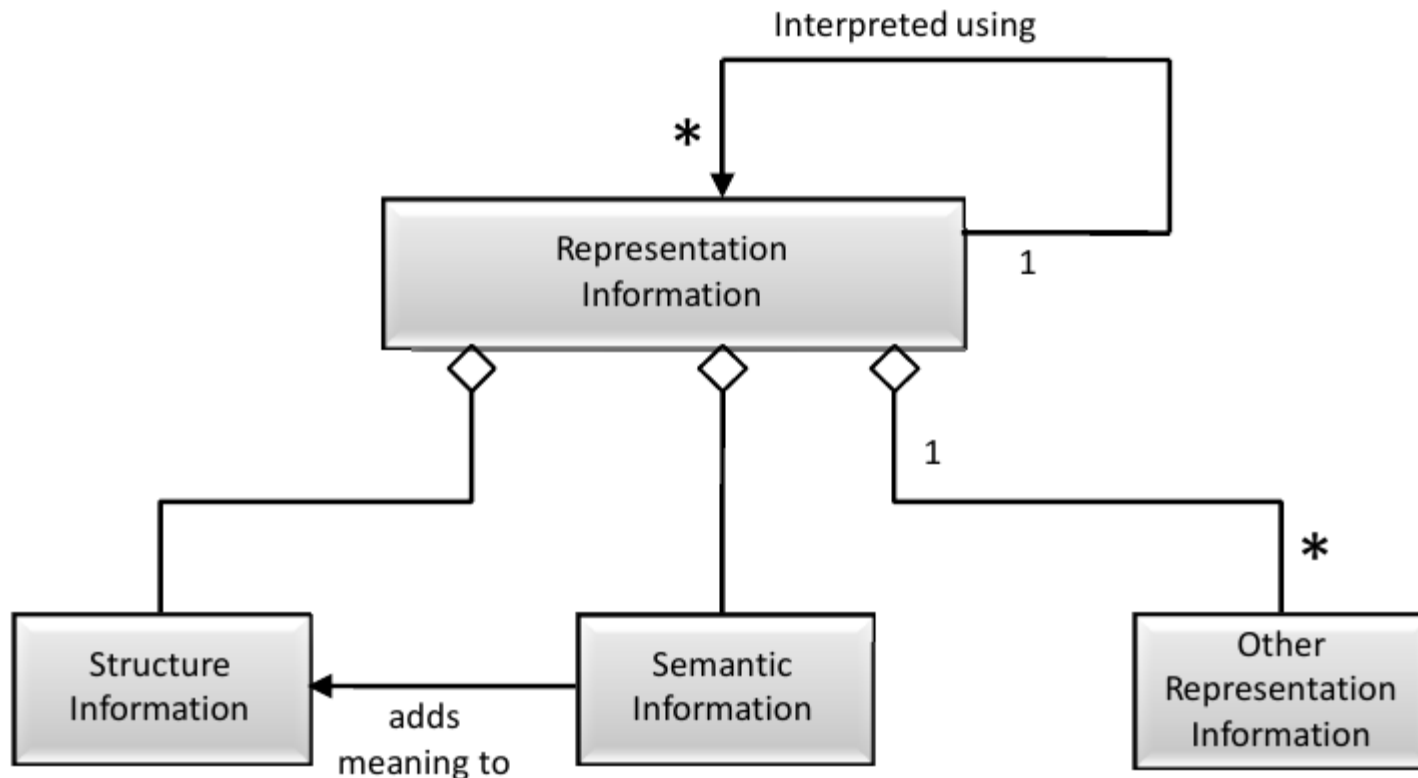 Interpreted using
*
Representation
Information
1
1
*
Structure
Information
adds
meaning to
Semantic
Information
Other
Representation
Information